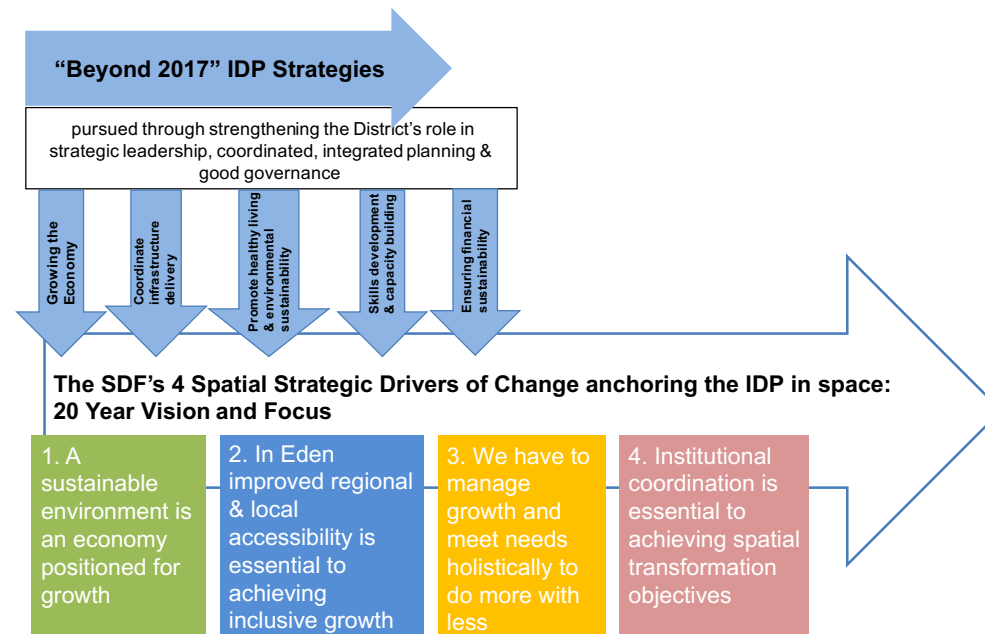 “Beyond 2017” IDP Strategies
pursued through strengthening the District’s role in
strategic leadership, coordinated, integrated planning &
good governance
Growing the
Economy
Coordinate
infrastructure
delivery
Promote healthy living
& environmental
sustainability
Skills development
& capacity building
Ensuring financial
sustainability
The SDF’s 4 Spatial Strategic Drivers of Change anchoring the IDP in space:
20 Year Vision and Focus
1. A
sustainable
environment is
an economy
positioned for
growth
2. In Eden
improved regional
& local
accessibility is
essential to
achieving
inclusive growth
3. We have to
manage
growth and
meet needs
holistically to
do more with
less
4. Institutional
coordination is
essential to
achieving spatial
transformation
objectives